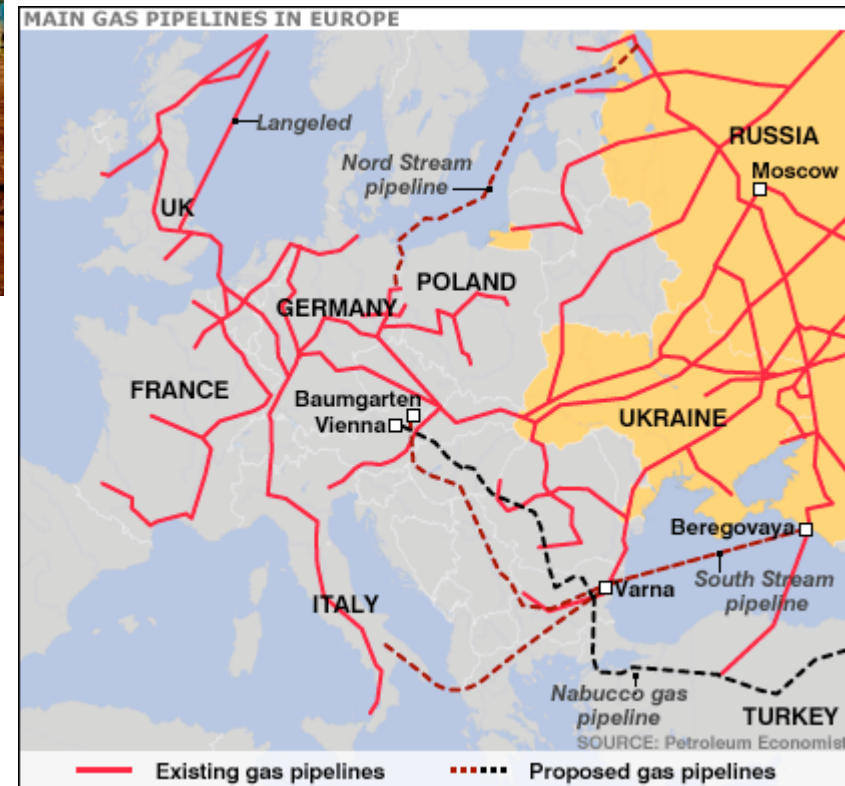 MAIN GAS PIPELINES IN EUROPE
Langeled
Nord Stream
pipeline
RUSSIA
Moscow
UK
POLAND
GERMANY
FRANCE
Baumgarten
Vienna
UKRAINE
Beregovaya
South Stream
pipeline
Varna
ITALY
Nabucco gas
pipeline
TURKEY
SOURCE: Petroleum Economist
Existing gas pipelines
Proposed gas pipelines